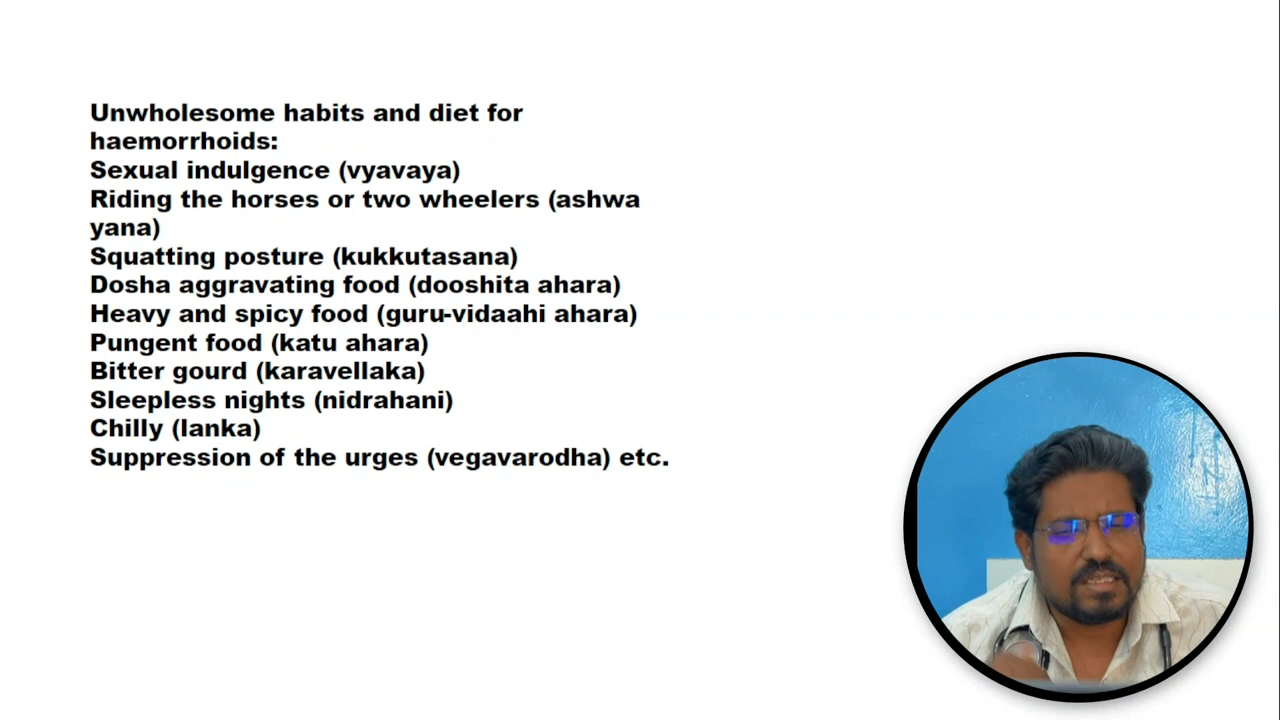 Unwholesome habits and diet for
haemorrhoids:
Sexual indulgence (vyavaya)
Riding the horses or two wheelers (ashwa
yana)
Squatting posture (kukkutasana)
Dosha aggravating food (dooshita ahara)
Heavy and spicy food (guru-vidaahi ahara)
Pungent food (katu ahara)
Bitter gourd (karavellaka)
Sleepless nights (nidrahani)
Chilly (lanka)
Suppression of the urges (vegavarodha) etc.